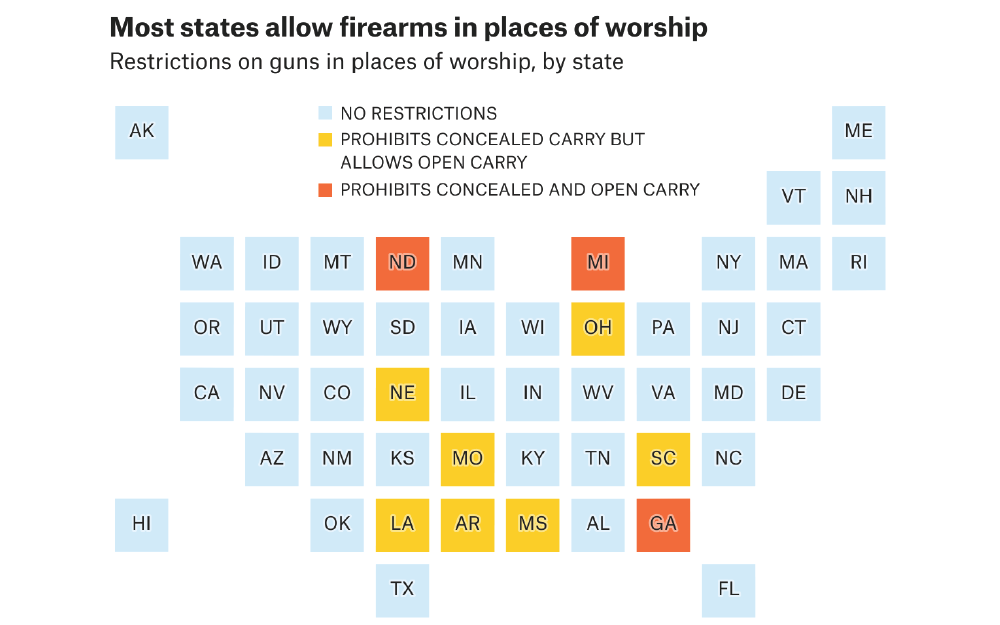 Most states allow firearms in places of worship
Restrictions on guns in places of worship, by state
NO RESTRICTIONS
PROHIBITS CONCEALED CARRY BUT
ALLOWS OPEN CARRY
PROHIBITS CONCEALED AND OPEN CARRY
AK ME
VT NH
WA ID MT ND MN MI NY MA RI
OR UT WY SD IA WI OH PA NJ CT
CA NV CO NE IL IN WV VA MD DE
AZ NM KS MO KY TN SC NC
HI OK LA AR MS AL GA
TX FL